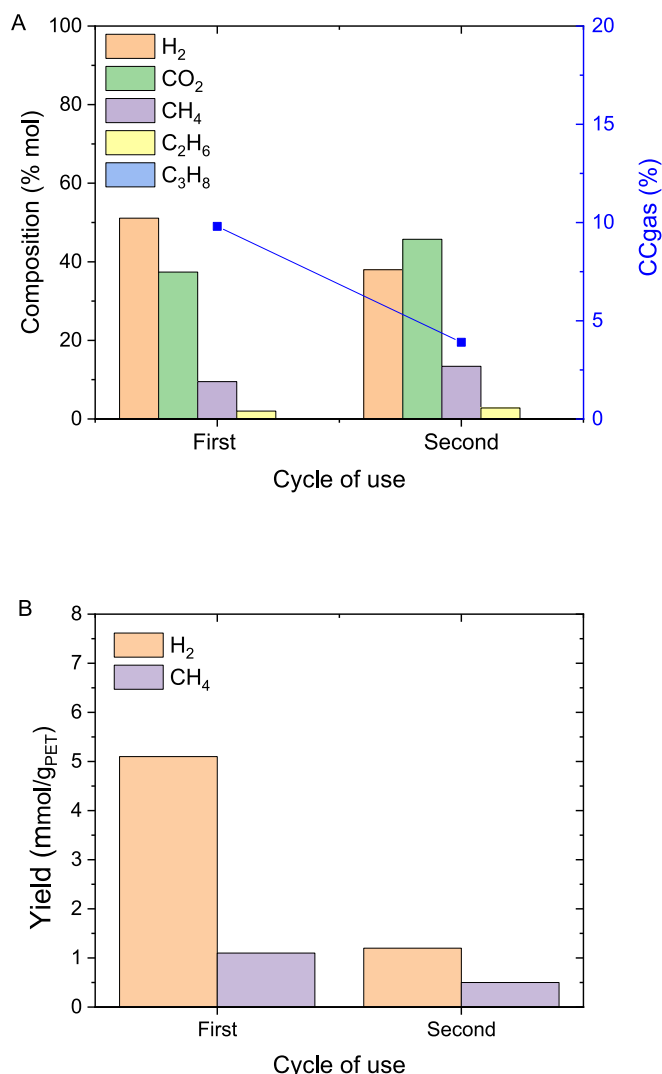 A
H₂
CO₂
CH₄
C₂H₆
C₃H₈
Composition (% mol)
100
80
60
40
20
0
CCgas (%)
20
15
10
5
0
First Second
Cycle of use
B
H₂
CH₄
Yield (mmol/gPET)
8
7
6
5
4
3
2
1
0
First Second
Cycle of use